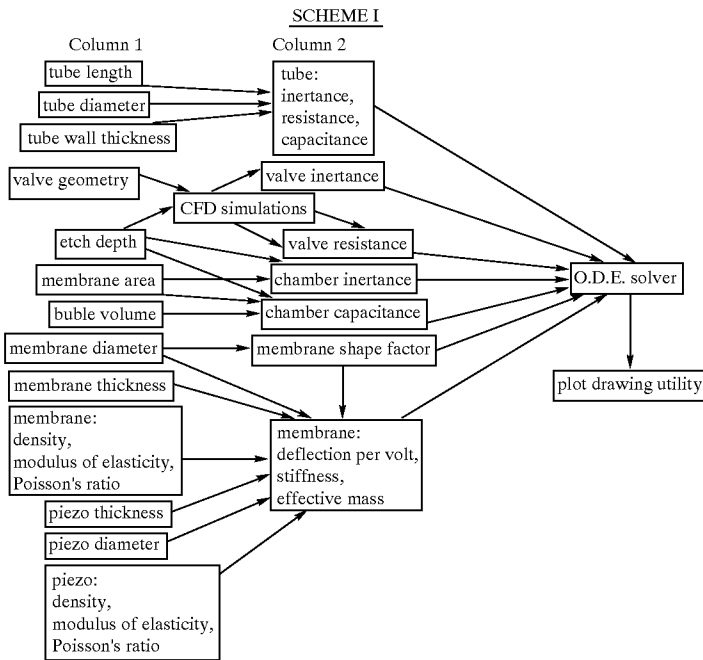 SCHEME I
Column 1
Column 2
tube length
tube diameter
tube wall thickness
tube:
inertance,
resistance,
capacitance
valve geometry
valve inertance
CFD simulations
etch depth
valve resistance
membrane area
chamber inertance
O.D.E. solver
buble volume
chamber capacitance
membrane diameter
membrane shape factor
membrane thickness
plot drawing utility
membrane:
density,
modulus of elasticity,
Poisson's ratio
membrane:
deflection per volt,
stiffness,
effective mass
piezo thickness
piezo diameter
piezo:
density,
modulus of elasticity,
Poisson's ratio